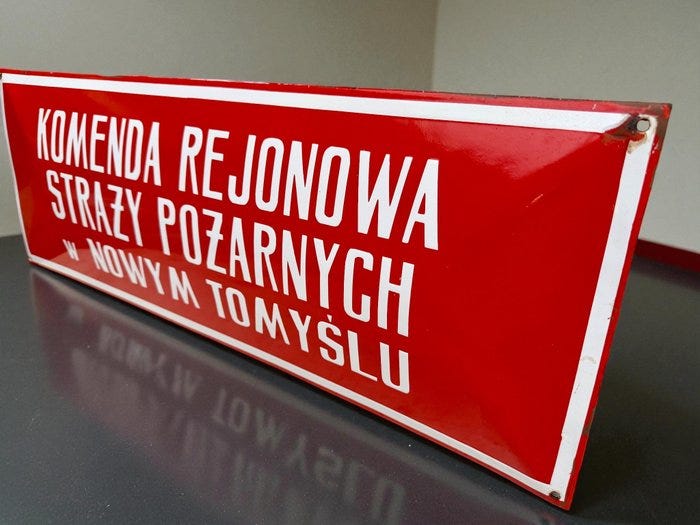 KOMENDA REJONOWA
STRAŻY POŻARNYCH
w NOWYM TOMYŚLU